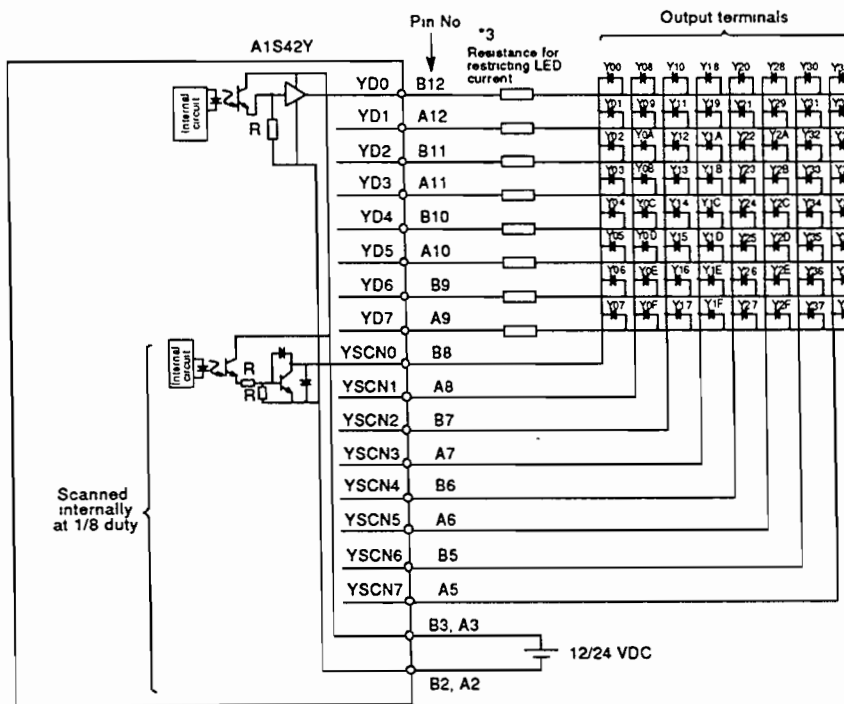 Pin No
Output terminals
A1S42Y
*3
Resistance for
restricting LED
current
Internal
circuit
R
YD0 B12
YD1 A12
YD2 B11
YD3 A11
YD4 B10
YD5 A10
YD6 B9
YD7 A9
Y00 Y08 Y10 Y18 Y20 Y28 Y30
YD1 YD9 Y11 Y19 Y21 Y29 Y31
YD2 Y0A Y12 Y1A Y22 Y2A Y32
YD3 Y0B Y13 Y1B Y23 Y2B Y33
YD4 Y0C Y14 Y1C Y24 Y2C Y34
Y05 Y0D Y15 Y1D Y25 Y2D Y35
Y06 Y0E Y16 Y1E Y26 Y2E Y36
Y07 Y0F Y17 Y1F Y27 Y2F Y37
Internal
circuit
R
R
YSCN0 B8
YSCN1 A8
YSCN2 B7
YSCN3 A7
YSCN4 B6
YSCN5 A6
YSCN6 B5
YSCN7 A5
Scanned
internally
at 1/8 duty
B3, A3
12/24 VDC
B2, A2